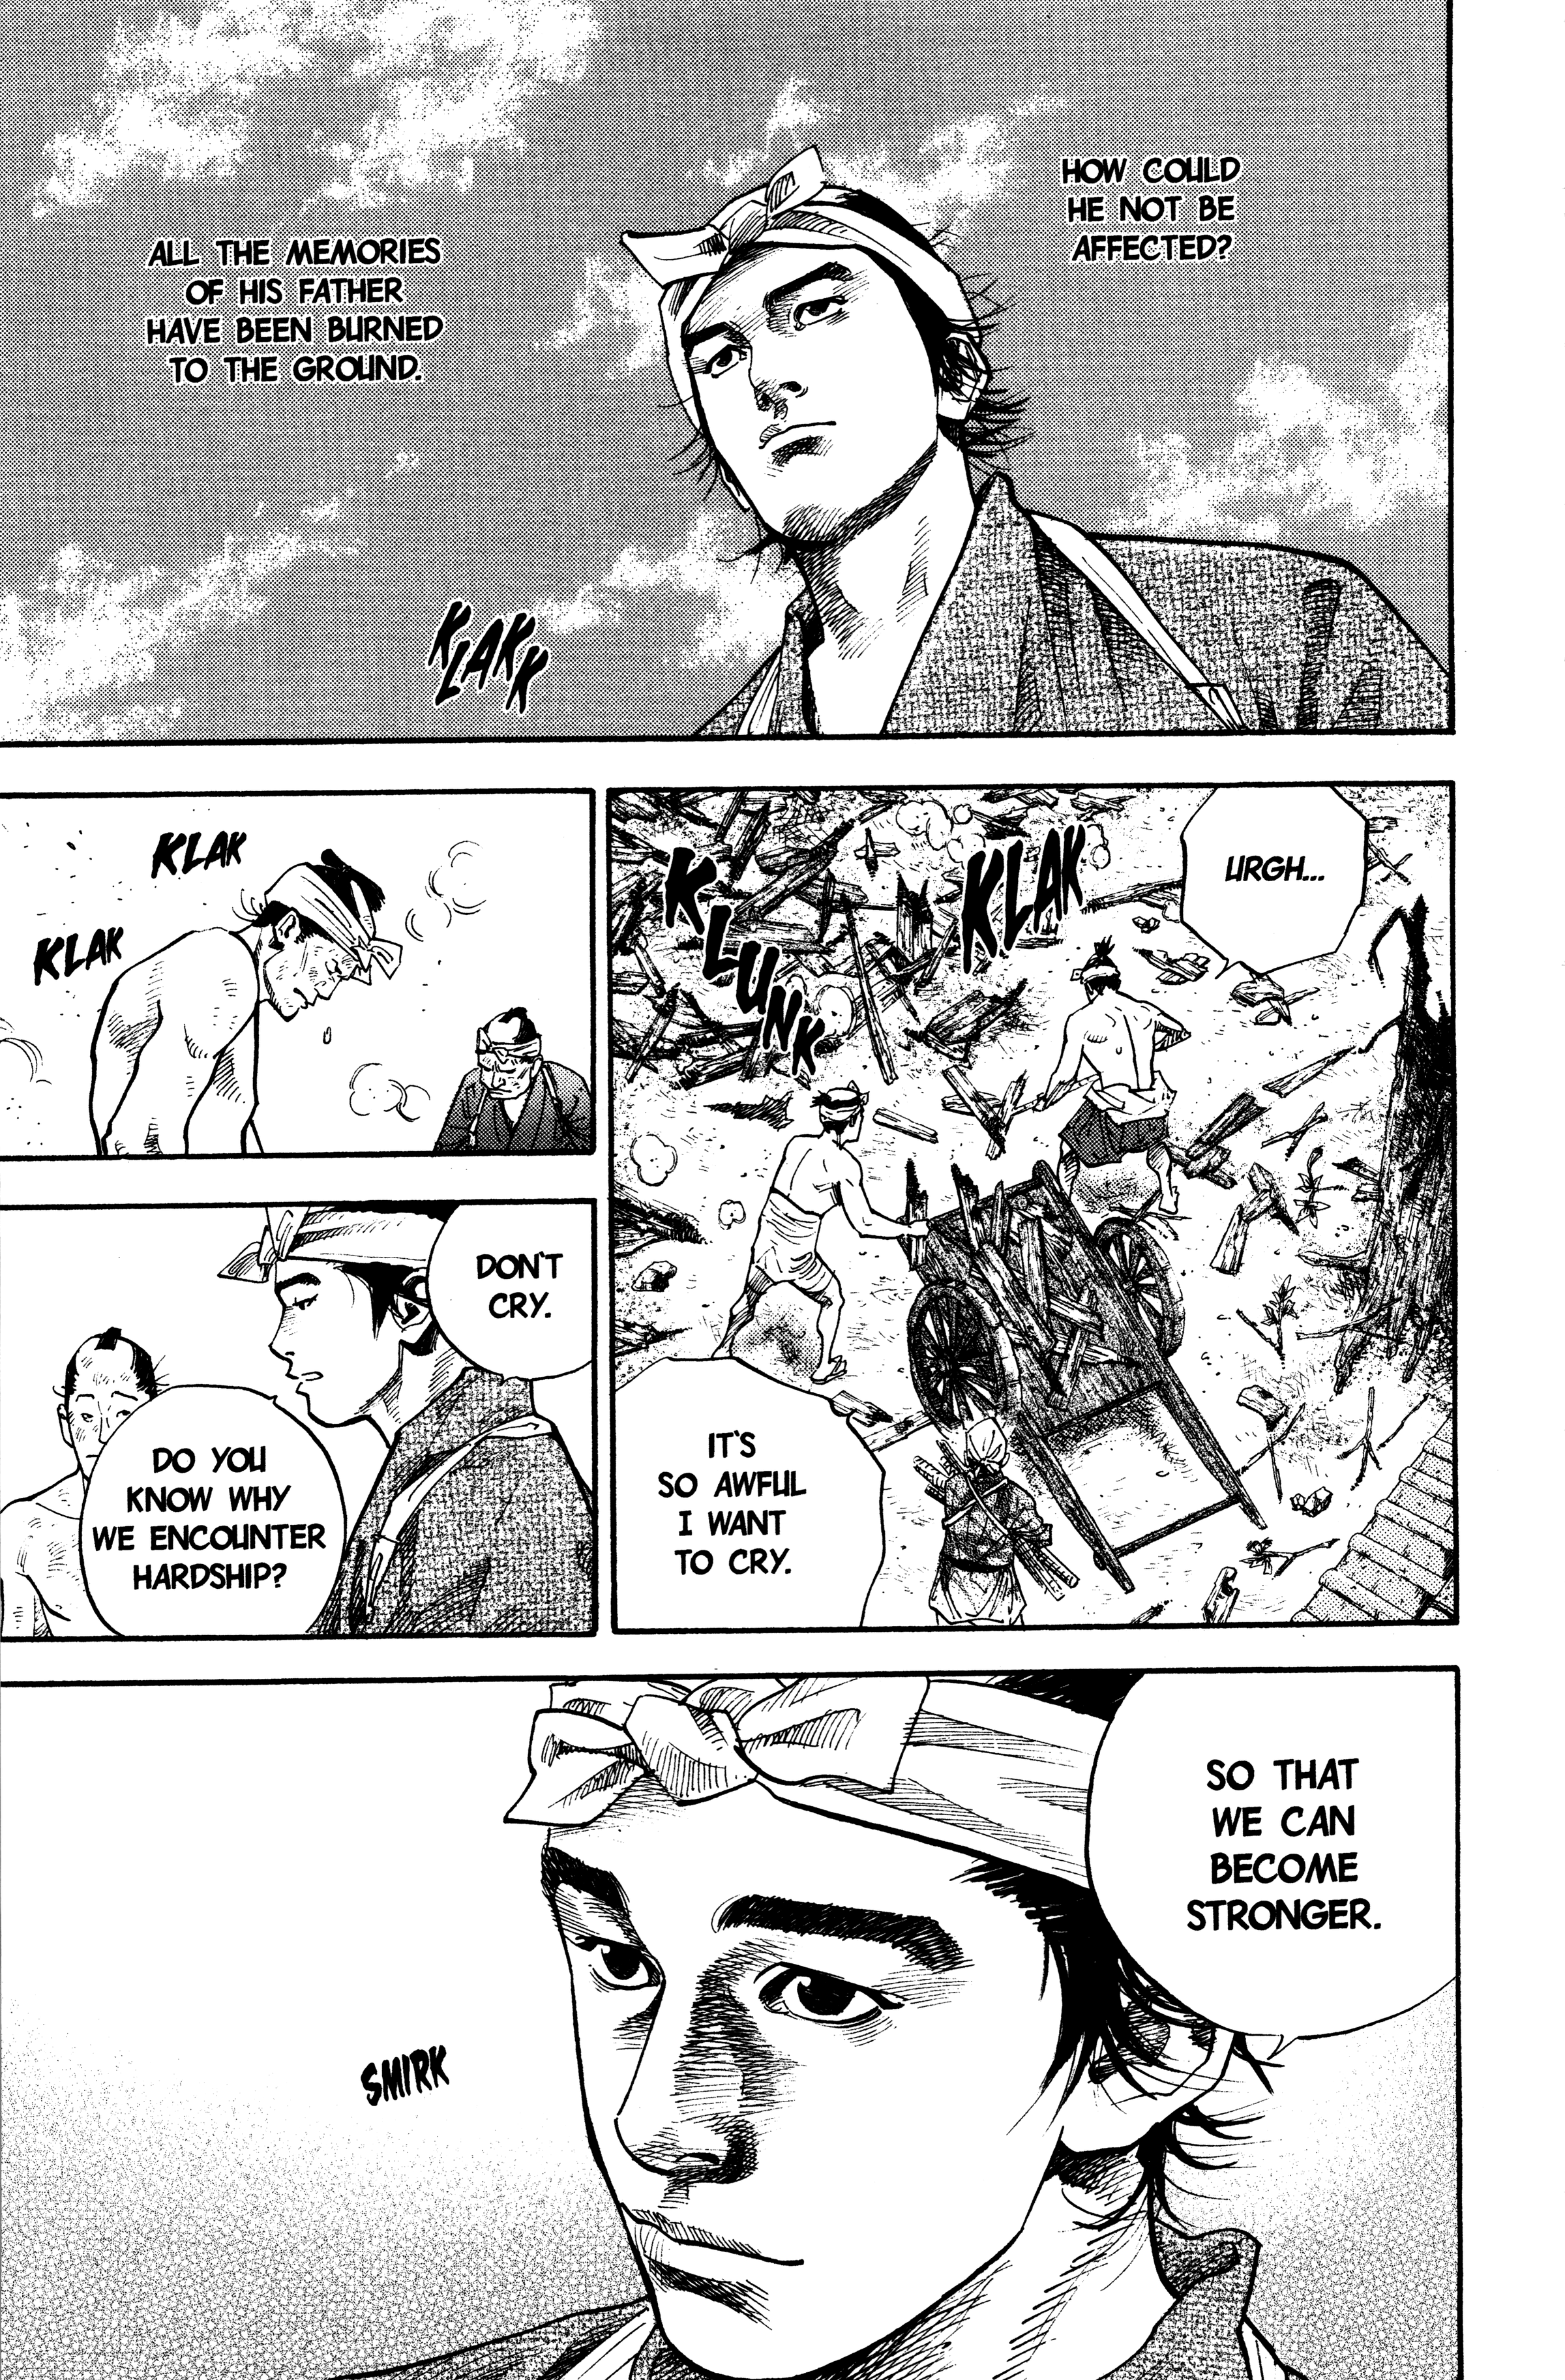 HOW COULD
HE NOT BE
AFFECTED?
ALL THE MEMORIES
OF HIS FATHER
HAVE BEEN BURNED
TO THE GROUND.
KLAKK
URGH...
KLAK
KLUNK
IT'S
SO AWFUL
I WANT
TO CRY.
KLAK
KLAK
DON'T
CRY.
DO YOU
KNOW WHY
WE ENCOUNTER
HARDSHIP?
SO THAT
WE CAN
BECOME
STRONGER.
SMIRK